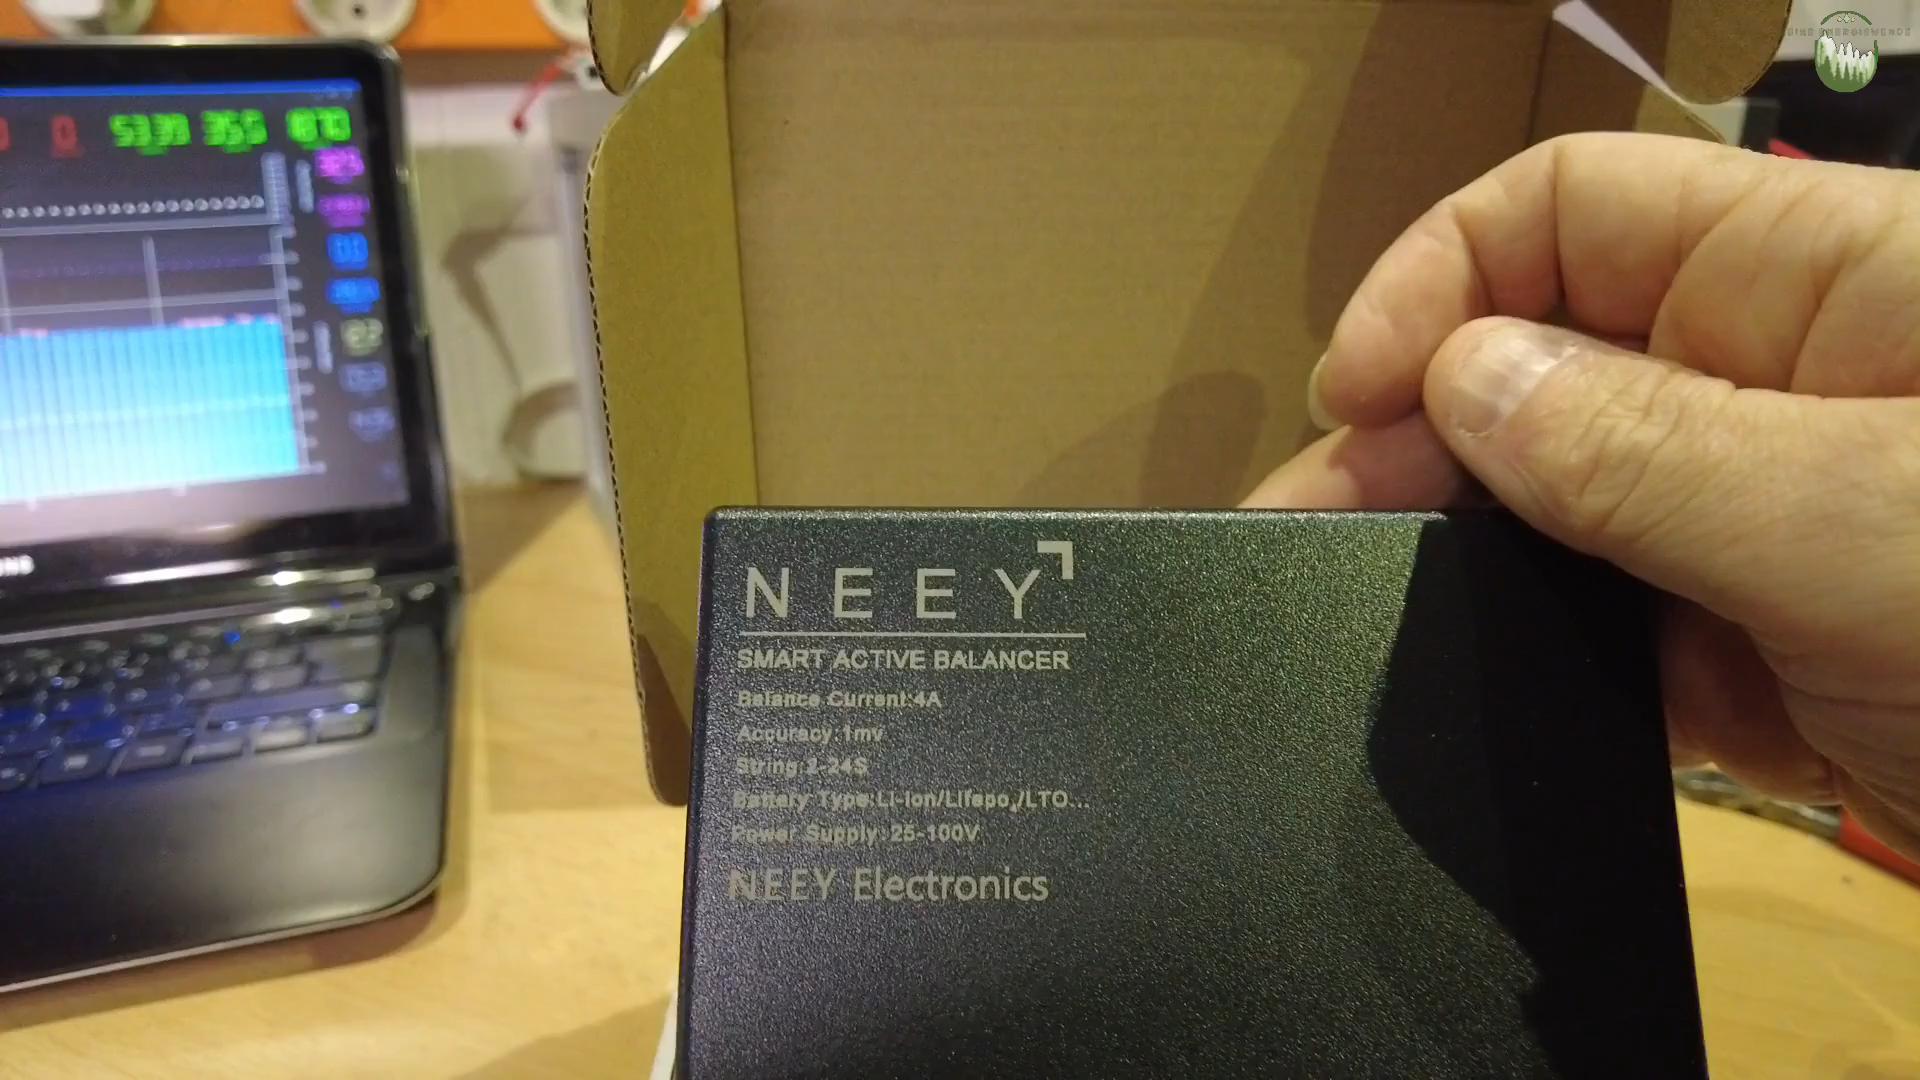 NEEY
SMART ACTIVE BALANCER
Balance Current:4A
Accuracy:1mv
String:2-24S
Battery Type:Li-ion/Lifepo,/LTO...
Power Supply:25-100V
NEEY Electronics